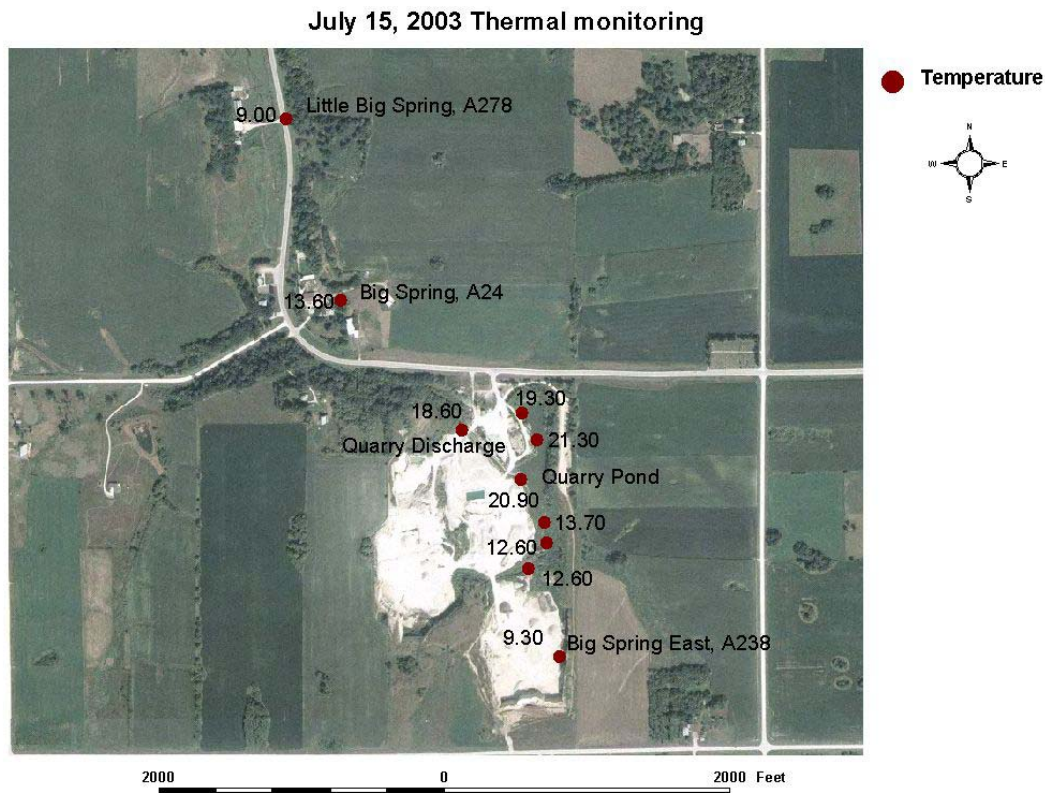 July 15, 2003 Thermal monitoring
Temperature
N
W E
S
9.00 Little Big Spring, A278
13.60 Big Spring, A24
19.30
18.60
Quarry Discharge
21.30
Quarry Pond
20.90
13.70
12.60
12.60
9.30
Big Spring East, A238
2000 0 2000 Feet